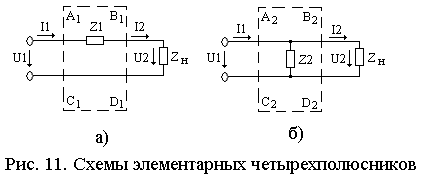 A1 B1 A2 B2
I1 Z1 I2 I1 I2
U1 U2 Zн U1 Z2 U2 Zн
C1 D1 C2 D2
а) б)
Рис. 11. Схемы элементарных четырехполюсников